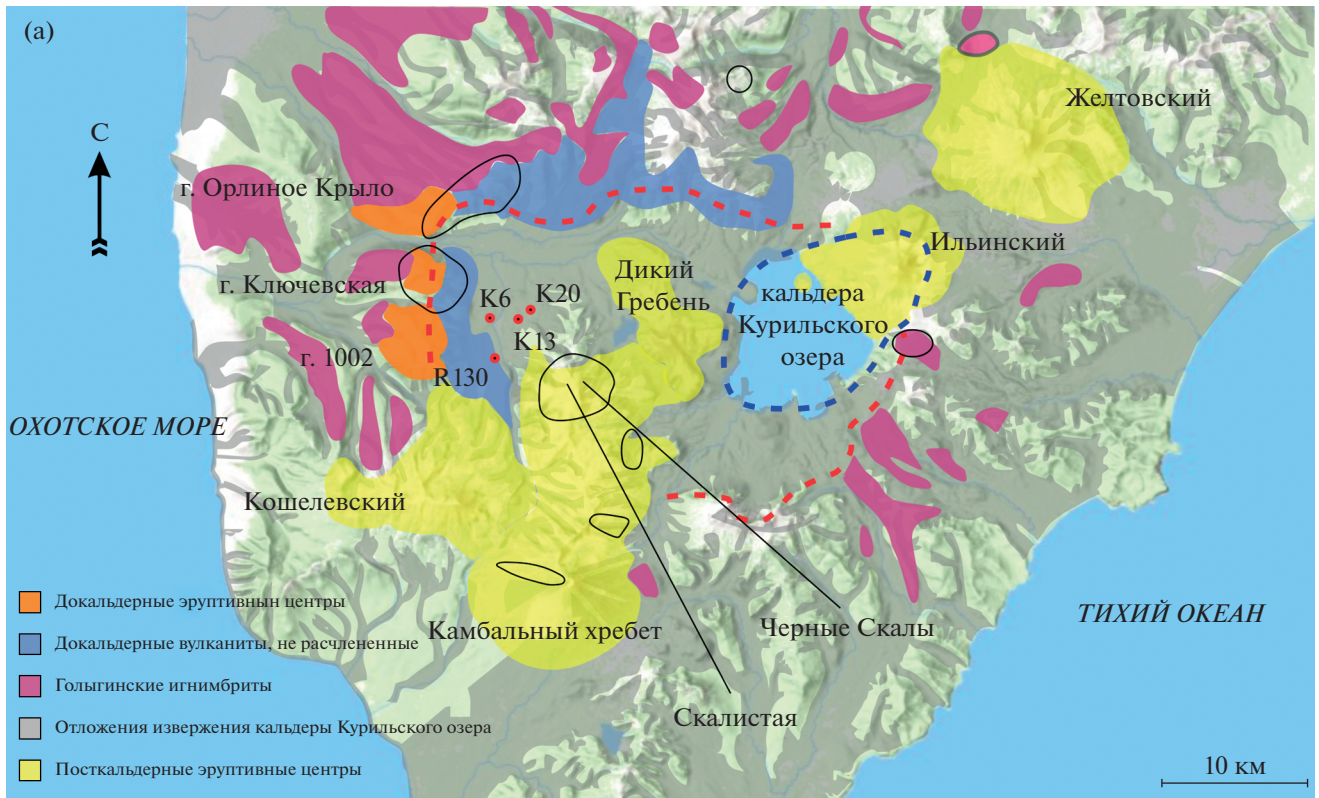 (а)
С
Желтовский
г. Орлиное Крыло
Ильинский
г. Ключевская
Дикий
Гребень
кальдера
Курильского
озера
K6
K20
K13
г. 1002
R130
ОХОТСКОЕ МОРЕ
Кошелевский
Докальдерные эруптивнын центры
Докальдерные вулканиты, не расчлененные
Голыгинские игнимбриты
Отложения извержения кальдеры Курильского озера
Посткальдерные эруптивные центры
Камбальный хребет
Черные Скалы
ТИХИЙ ОКЕАН
Скалистая
10 км